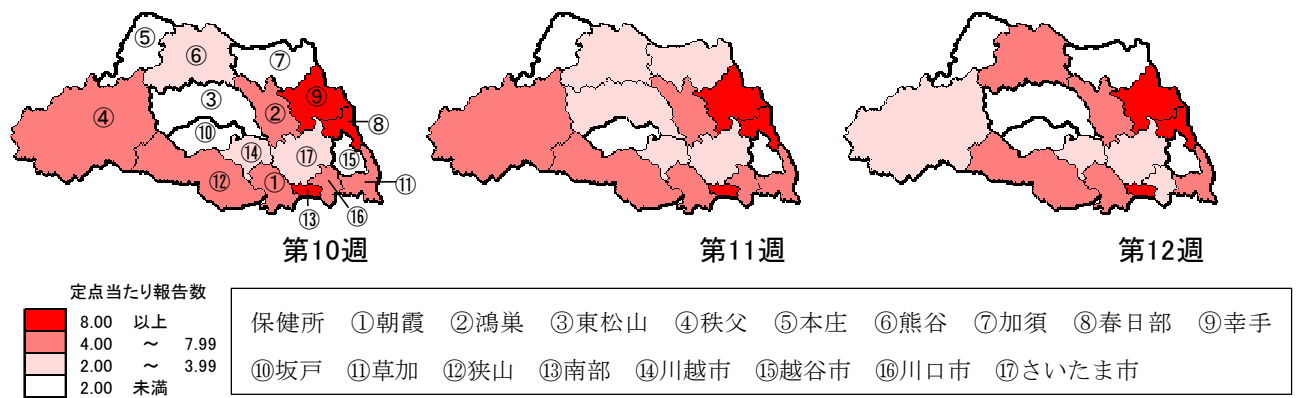 ⑤
⑥
⑦
④
③
②
⑨
⑧
⑩
⑭
⑰
⑮
⑫
①
⑪
⑬
⑯
第10週
第11週
第12週
定点当たり報告数
8.00 以上
4.00 ～ 7.99
2.00 ～ 3.99
2.00 未満
保健所 ①朝霞 ②鴻巣 ③東松山 ④秩父 ⑤本庄 ⑥熊谷 ⑦加須 ⑧春日部 ⑨幸手
⑩坂戸 ⑪草加 ⑫狭山 ⑬南部 ⑭川越市 ⑮越谷市 ⑯川口市 ⑰さいたま市